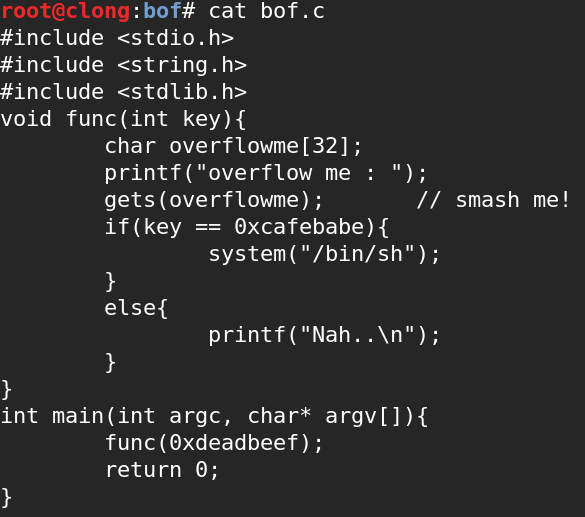 root@clong:bof# cat bof.c
#include <stdio.h>
#include <string.h>
#include <stdlib.h>
void func(int key){
        char overflowme[32];
        printf("overflow me : ");
        gets(overflowme);       // smash me!
        if(key == 0xcafebabe){
                system("/bin/sh");
        }
        else{
                printf("Nah..\n");
        }
}
int main(int argc, char* argv[]){
        func(0xdeadbeef);
        return 0;
}